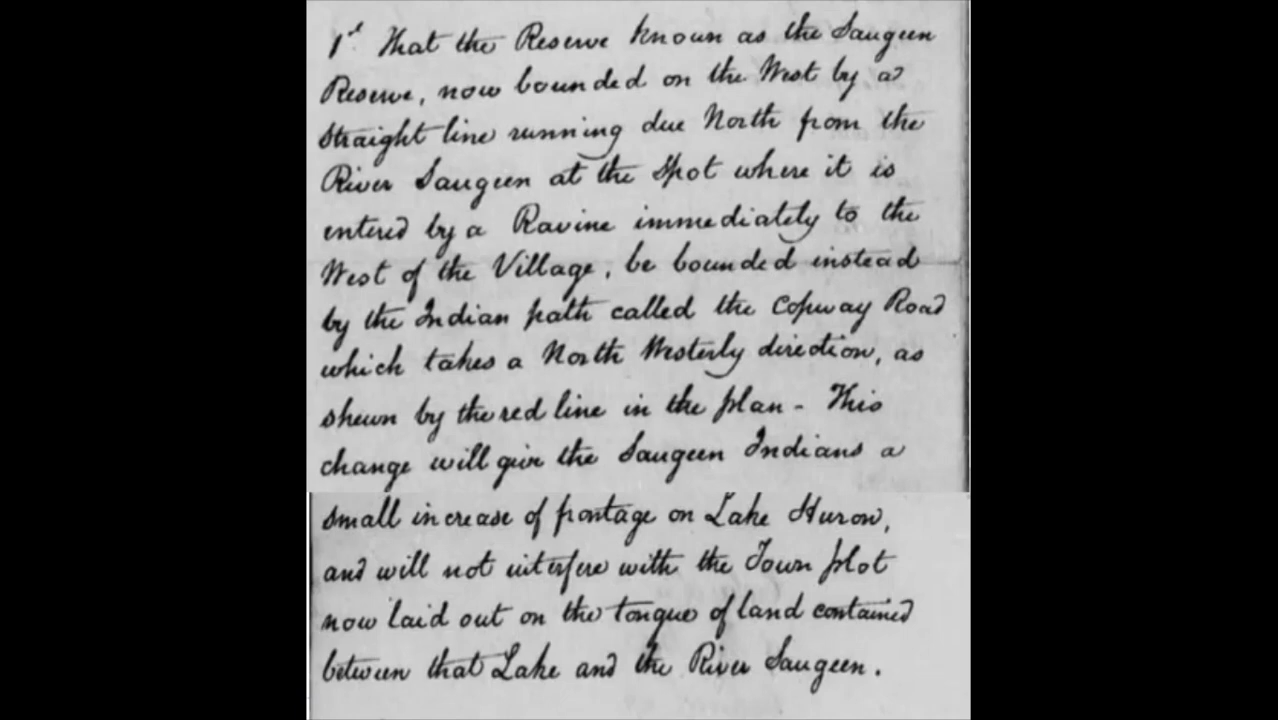 1st That the Reserve known as the Saugeen
Reserve, now bounded on the West by a
Straight line running due North from the
River Saugeen at the Spot where it is
entered by a Ravine immediately to the
West of the Village, be bounded instead
by the Indian path called the Copway Road
which takes a North Westerly direction, as
shewn by the red line in the plan - This
change will give the Saugeen Indians a
small increase of frontage on Lake Huron,
and will not interfere with the Town plot
now laid out on the tongue of land contained
between that Lake and the River Saugeen.